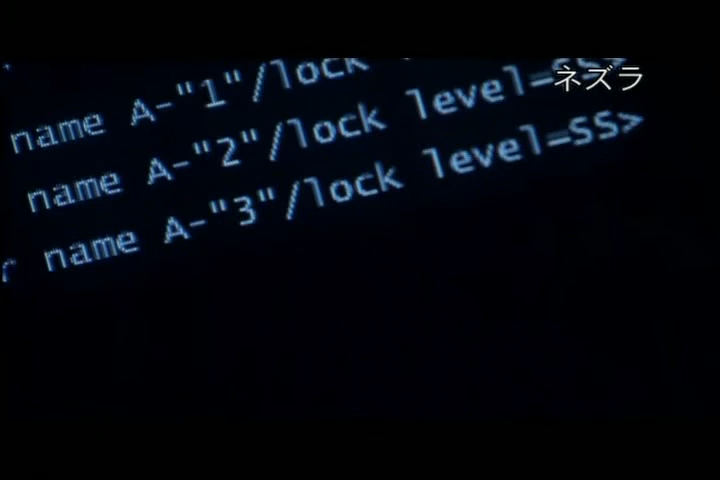 ネズラ
name A-"1"/lock
name A-"2"/lock level=SS>
r name A-"3"/lock level=SS>